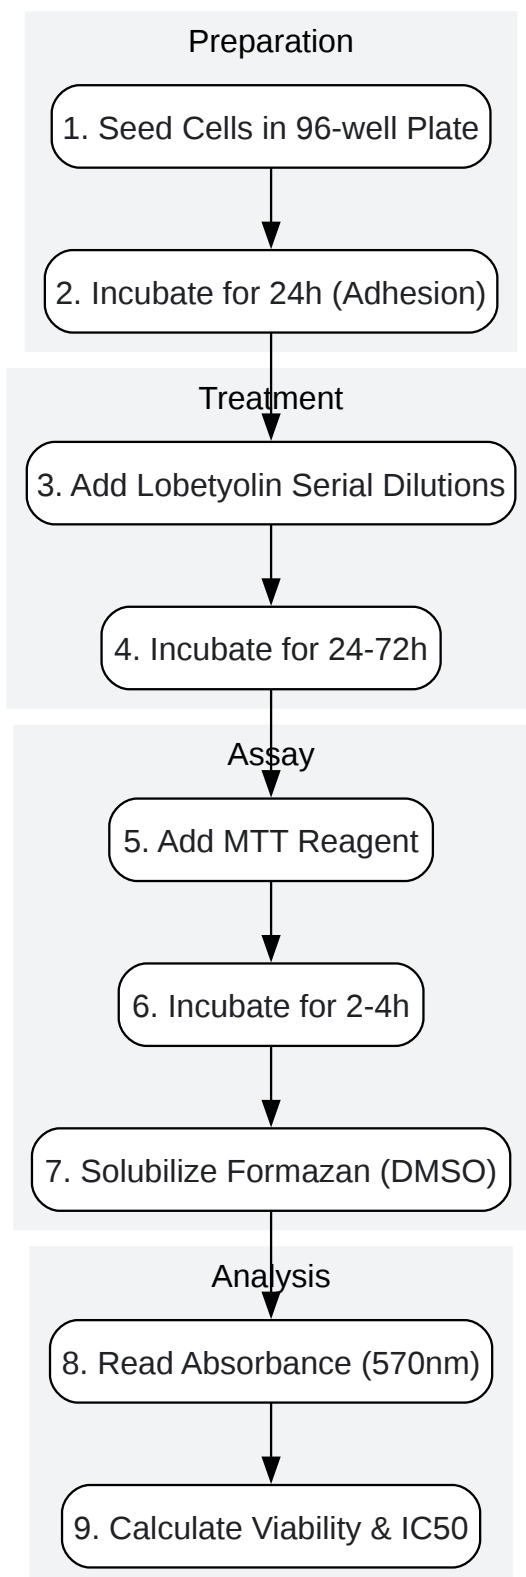 Preparation
1. Seed Cells in 96-well Plate
2. Incubate for 24h (Adhesion)
Treatment
3. Add Lobetyolin Serial Dilutions
4. Incubate for 24-72h
Assay
5. Add MTT Reagent
6. Incubate for 2-4h
7. Solubilize Formazan (DMSO)
Analysis
8. Read Absorbance (570nm)
9. Calculate Viability & IC50